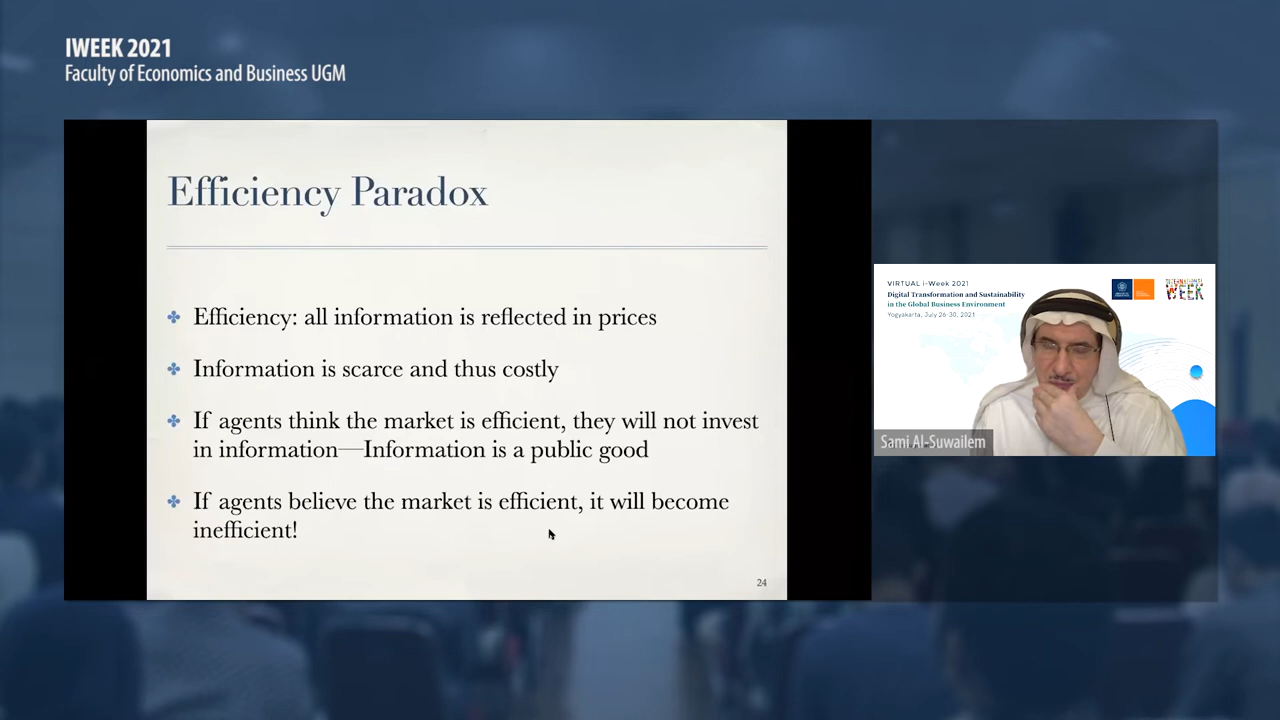 IWEEK 2021
Faculty of Economics and Business UGM
Efficiency Paradox
Efficiency: all information is reflected in prices
Information is scarce and thus costly
If agents think the market is efficient, they will not invest
in information—Information is a public good
If agents believe the market is efficient, it will become
inefficient!
24
VIRTUAL i-Week 2021
Digital Transformation and Sustainability
in the Global Business Environment
Yogyakarta, July 26-30, 2021
WEEK
Sami Al-Suwailem